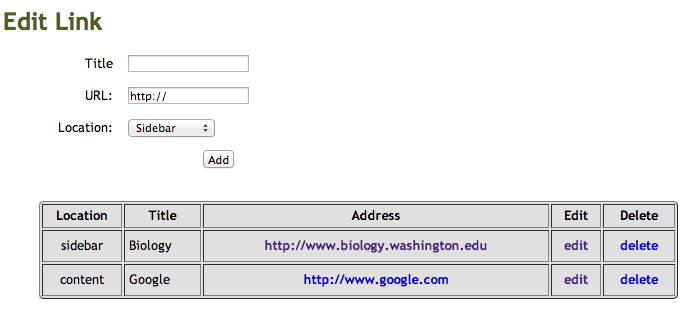 Edit Link
Title
URL: http://
Location: Sidebar
Add
Location Title Address Edit Delete
sidebar Biology http://www.biology.washington.edu edit delete
content Google http://www.google.com edit delete